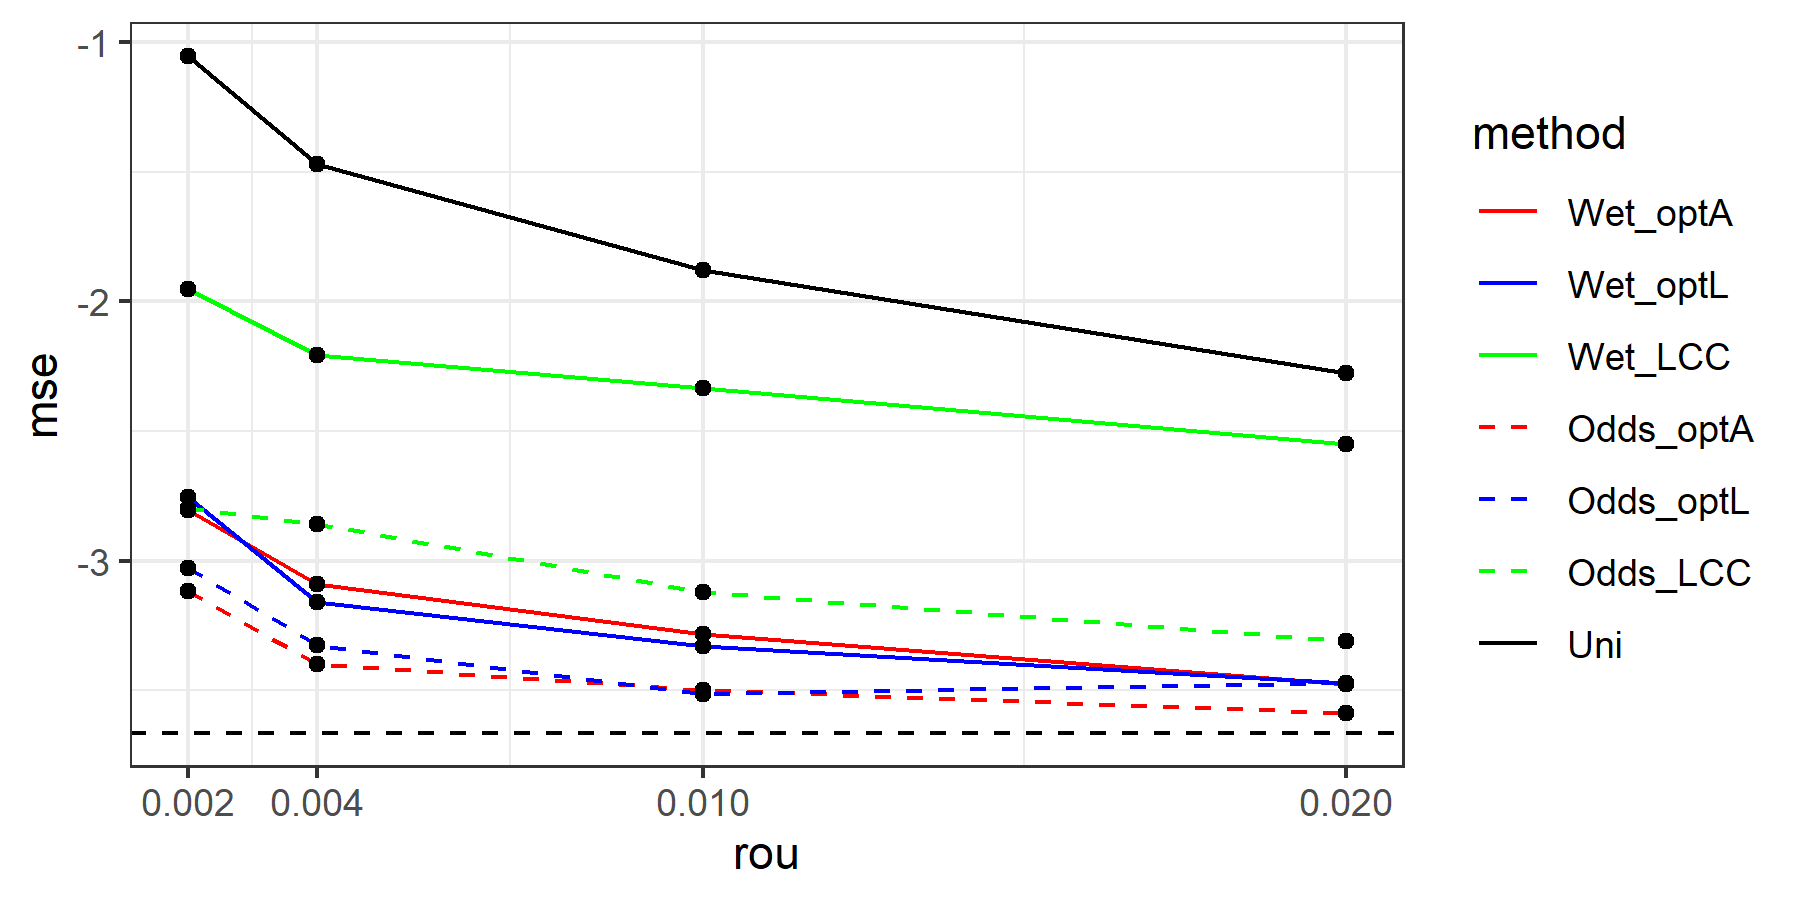 -1
-2
-3
mse
0.002 0.004 0.010 0.020
rou
method
Wet_optA
Wet_optL
Wet_LCC
Odds_optA
Odds_optL
Odds_LCC
Uni